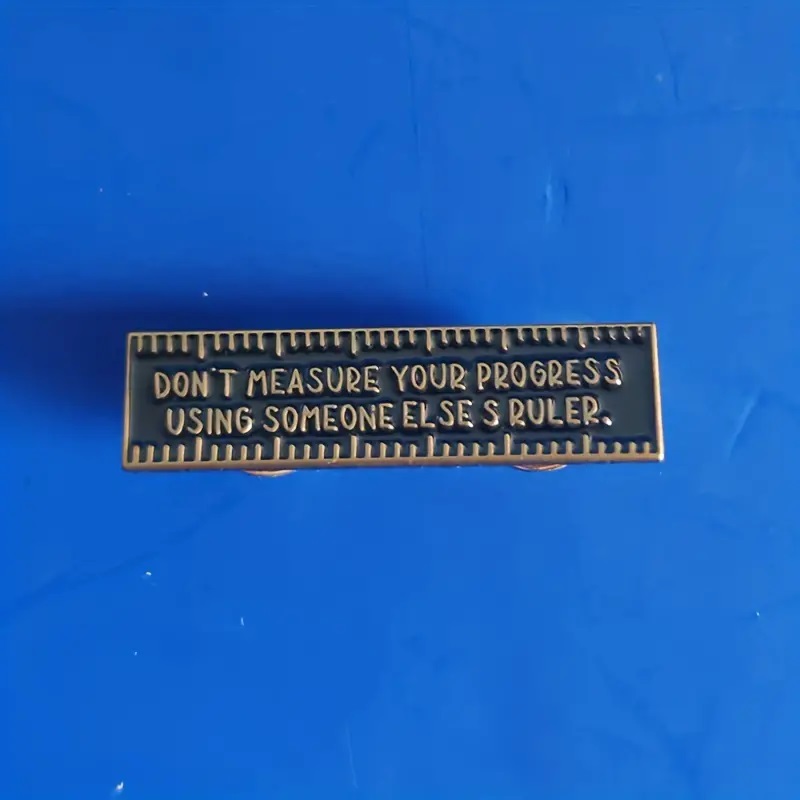 DON'T MEASURE YOUR PROGRESS
USING SOMEONE ELSE S RULER.